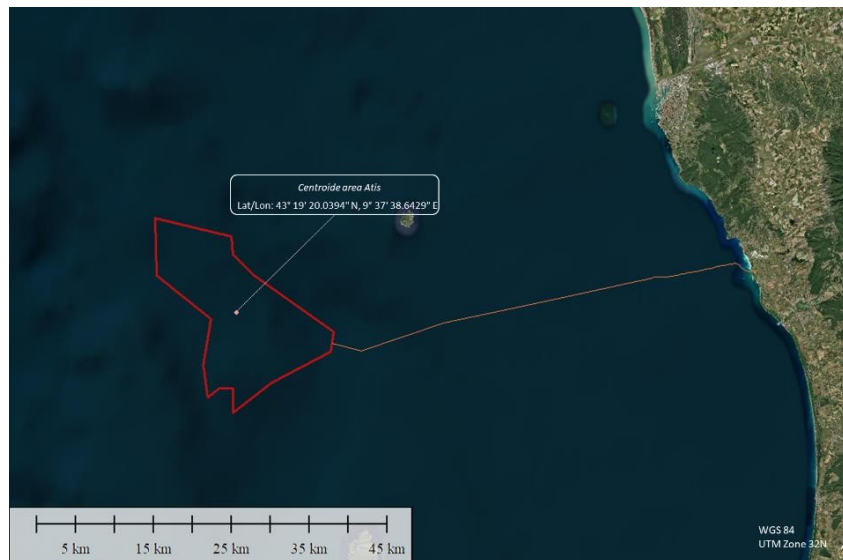 Centroide area Atis
Lat/Lon: 43° 19' 20.0394'' N, 9° 37' 38.6429'' E
5 km 15 km 25 km 35 km 45 km
WGS 84
UTM Zone 32N